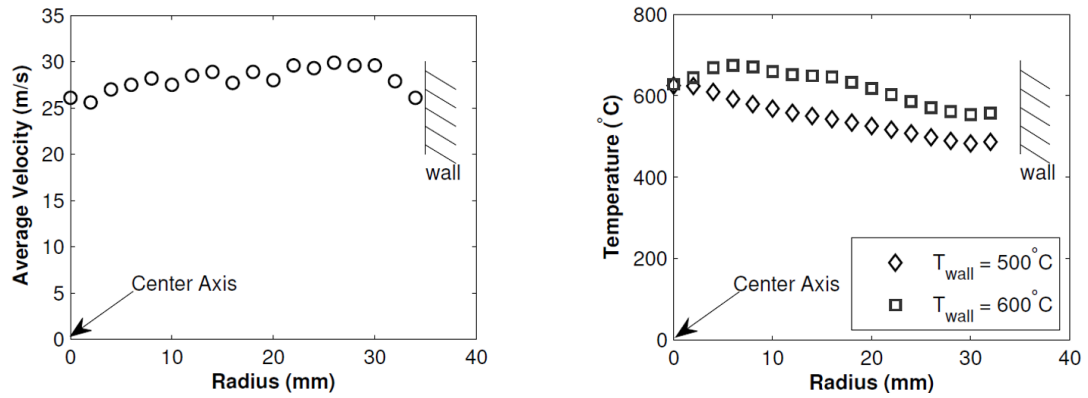 35
30
25
20
15
10
5
0
Average Velocity (m/s)
wall
Center Axis
0 10 20 30 40
Radius (mm)
800
600
400
200
0
Temperature (°C)
wall
Center Axis
T_wall = 500°C
T_wall = 600°C
0 10 20 30 40
Radius (mm)